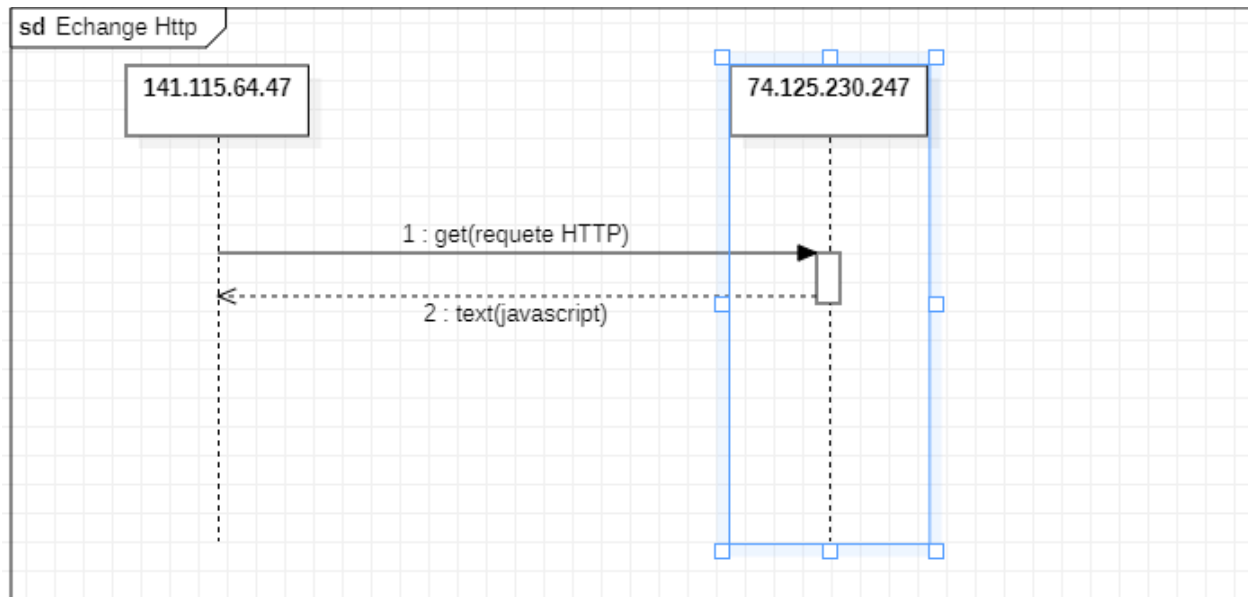 sd Echange Http
141.115.64.47
74.125.230.247
1 : get(requete HTTP)
2 : text(javascript)